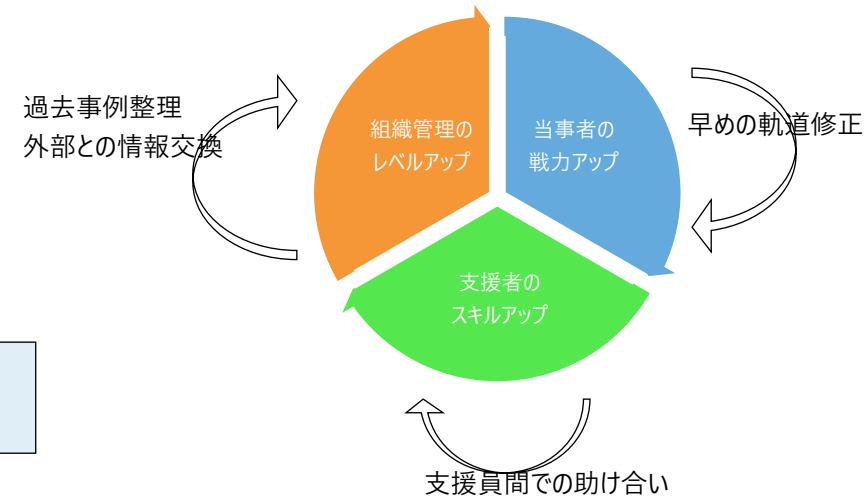 過去事例整理
外部との情報交換
組織管理の
レベルアップ
当事者の
戦力アップ
早めの軌道修正
支援者の
スキルアップ
支援員間での助け合い